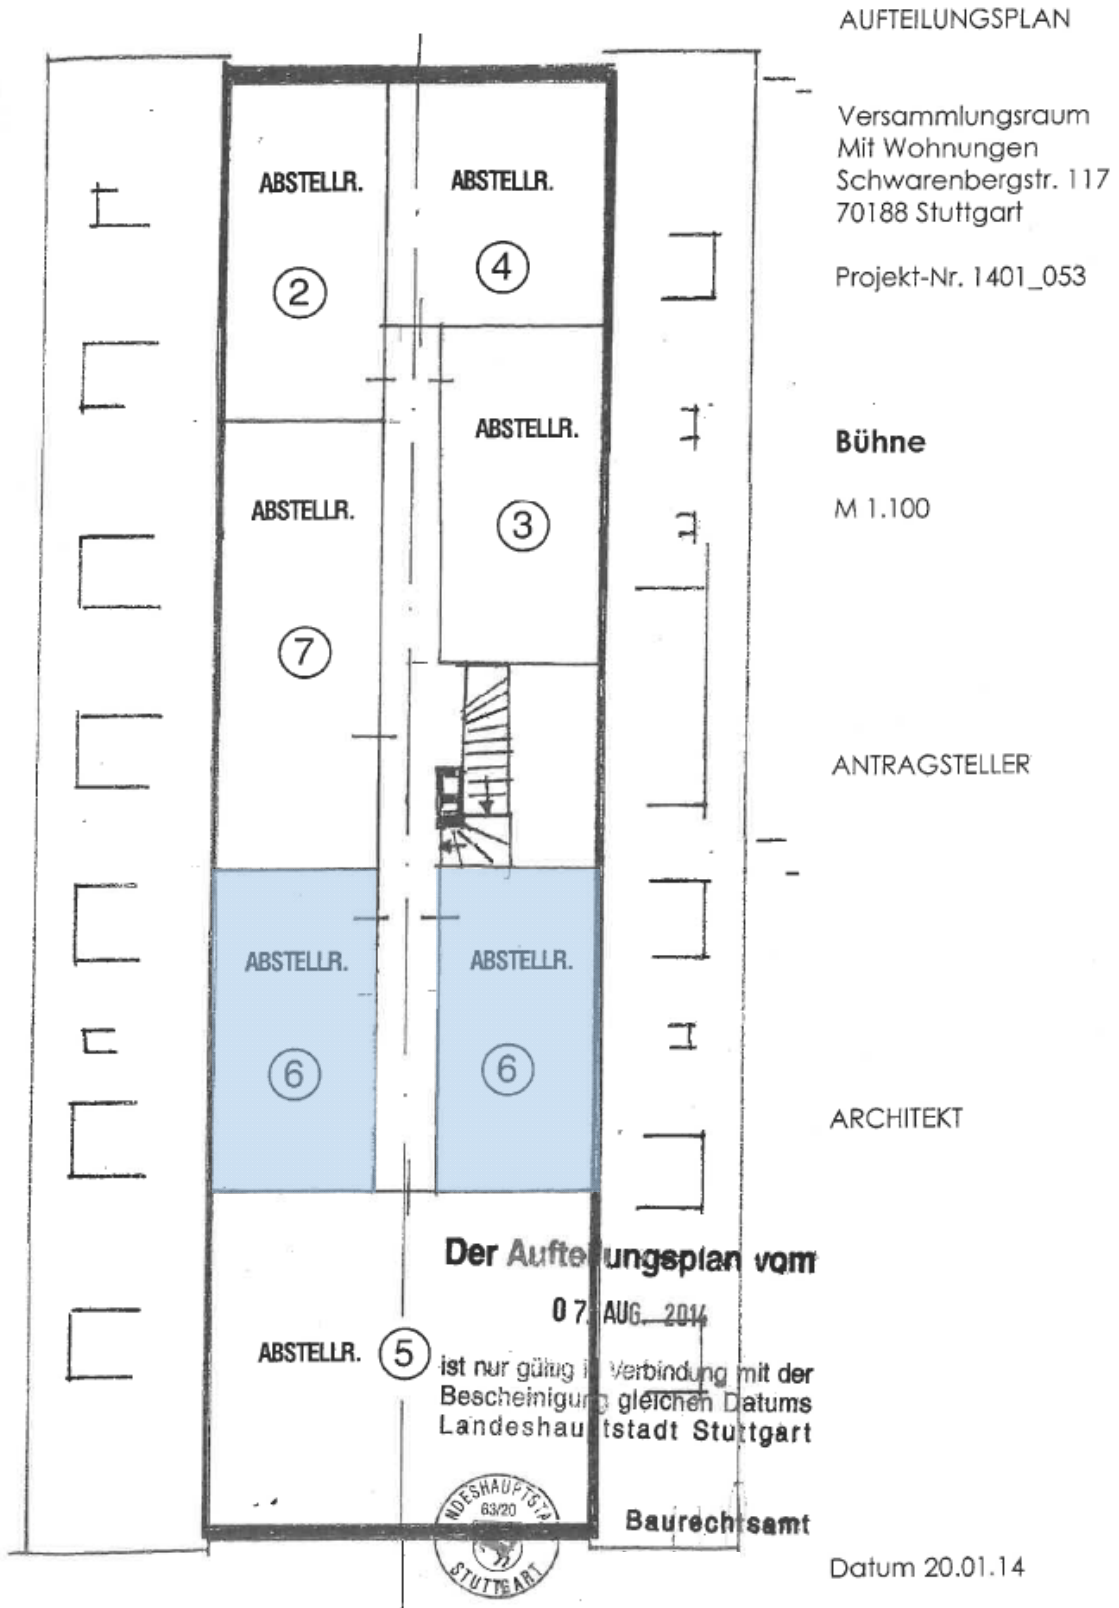 AUFTEILUNGSPLAN
Versammlungsraum
Mit Wohnungen
Schwarenbergstr. 117
70188 Stuttgart
Projekt-Nr. 1401_053
Bühne
M 1.100
ANTRAGSTELLER
ARCHITEKT
Datum 20.01.14
ABSTELLR.
2
ABSTELLR.
4
ABSTELLR.
3
ABSTELLR.
7
ABSTELLR.
6
ABSTELLR.
6
ABSTELLR. 5
Der Aufteilungsplan vom
07. AUG. 2014
ist nur gültig in Verbindung mit der
Bescheinigung gleichen Datums
Landeshauptstadt Stuttgart
Baurechtsamt
NDESHAUPTSTA
63/20
STUTTGART